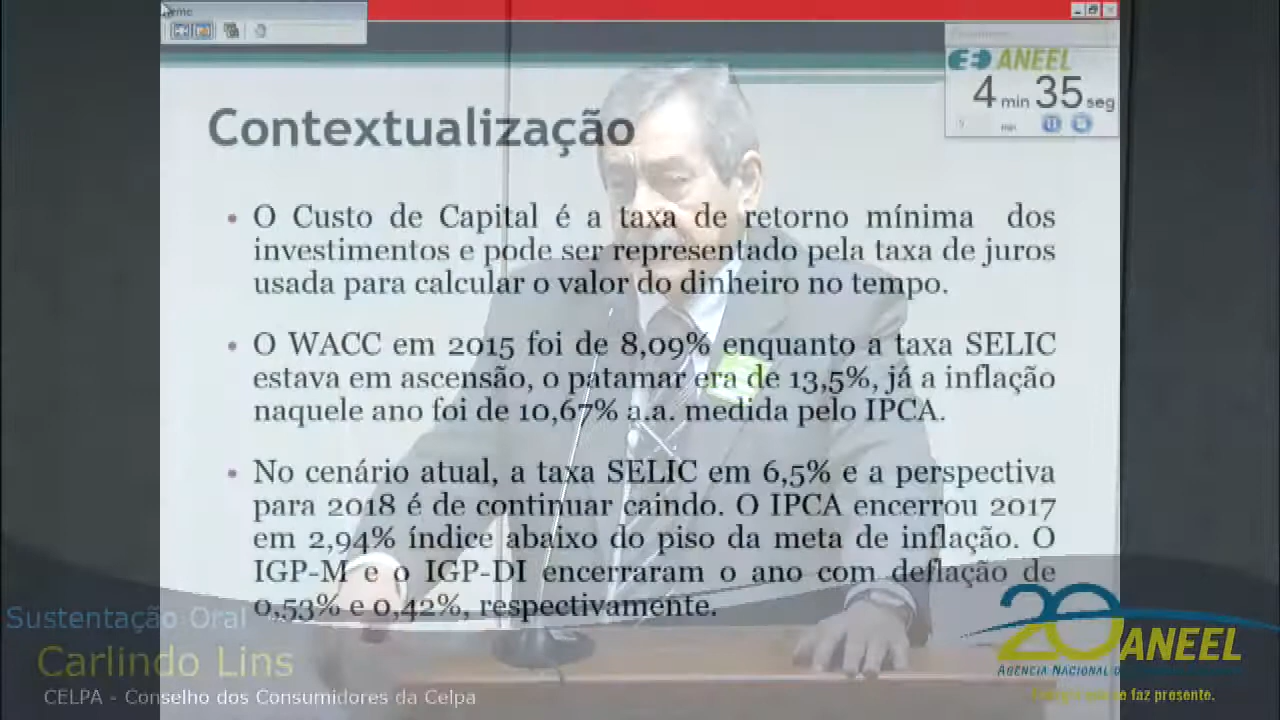 ANEEL
4 min 35 seg
Contextualização
• O Custo de Capital é a taxa de retorno mínima dos
investimentos e pode ser representado pela taxa de juros
usada para calcular o valor do dinheiro no tempo.
• O WACC em 2015 foi de 8,09% enquanto a taxa SELIC
estava em ascensão, o patamar era de 13,5%, já a inflação
naquele ano foi de 10,67% a.a. medida pelo IPCA.
• No cenário atual, a taxa SELIC em 6,5% e a perspectiva
para 2018 é de continuar caindo. O IPCA encerrou 2017
em 2,94% índice abaixo do piso da meta de inflação. O
IGP-M e o IGP-DI encerraram o ano com deflação de
0,53% e 0,42%, respectivamente.
Sustentação Oral
Carlindo Lins
CELPA - Conselho dos Consumidores da Celpa
20 ANEEL
AGÊNCIA NACIONAL
se faz presente.